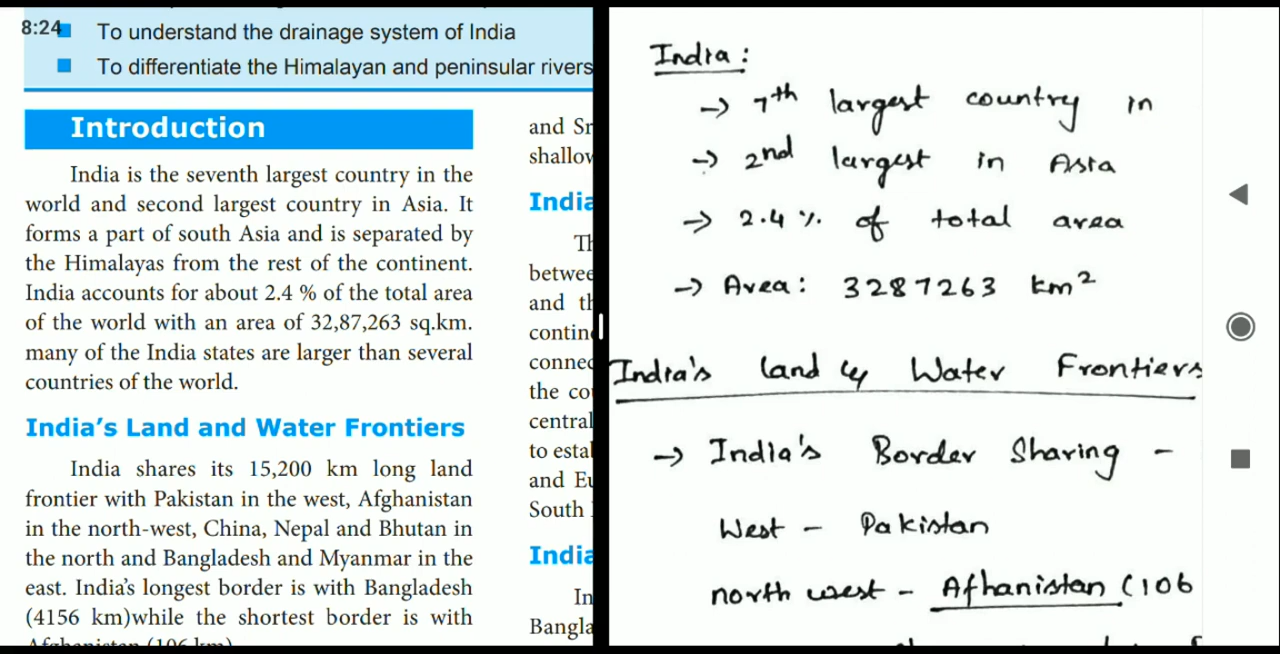 8:24
To understand the drainage system of India
To differentiate the Himalayan and peninsular rivers
Introduction
India is the seventh largest country in the
world and second largest country in Asia. It
forms a part of south Asia and is separated by
the Himalayas from the rest of the continent.
India accounts for about 2.4 % of the total area
of the world with an area of 32,87,263 sq.km.
many of the India states are larger than several
countries of the world.
India's Land and Water Frontiers
India shares its 15,200 km long land
frontier with Pakistan in the west, Afghanistan
in the north-west, China, Nepal and Bhutan in
the north and Bangladesh and Myanmar in the
east. India's longest border is with Bangladesh
(4156 km)while the shortest border is with
Afghanistan (106 km)
and Sr
shallow
India
Th
betwee
and th
contin
connec
the co
central
to estal
and Eu
South
India
In
Bangla
India :
→ 7th largest country in
→ 2nd largest in Asia
→ 2.4 % of total area
→ Area : 3287263 km²
India's land & Water Frontiers
→ India's Border Sharing -
West - Pakistan
north west - Afhanistan (106